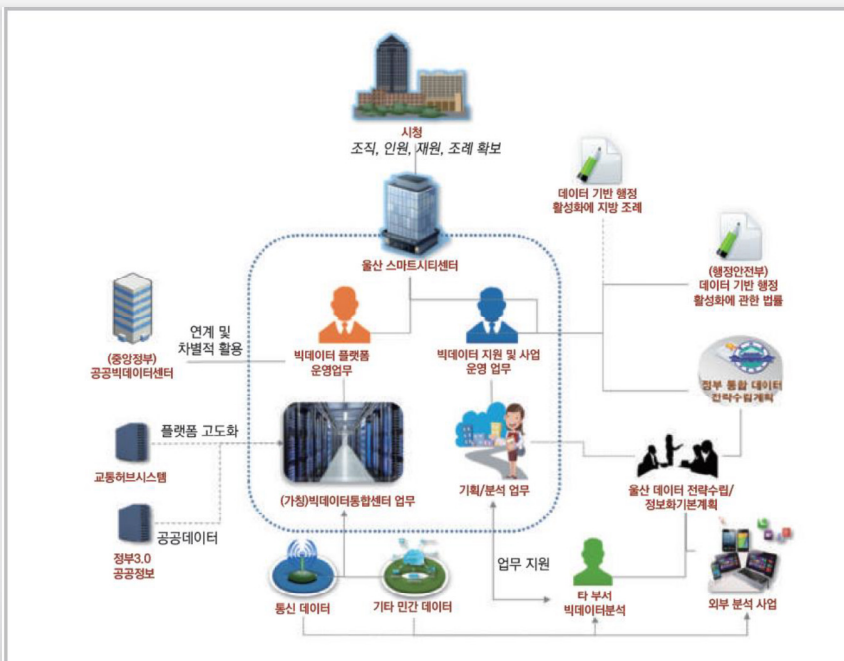 시청
조직, 인원, 재원, 조례 확보
데이터 기반 행정
활성화에 지방 조례
울산 스마트시티센터
(행정안전부)
데이터 기반 행정
활성화에 관한 법률
연계 및
차별적 활용
(중앙정부)
공공빅데이터센터
빅데이터 플랫폼
운영업무
빅데이터 지원 및 사업
운영 업무
정부 통합 데이터
전략수립계획
플랫폼 고도화
교통허브시스템
(가칭)빅데이터통합센터 업무
기획/분석 업무
울산 데이터 전략수립/
정보화기본계획
공공데이터
정부3.0
공공정보
업무 지원
통신 데이터
기타 민간 데이터
타 부서
빅데이터분석
외부 분석 사업